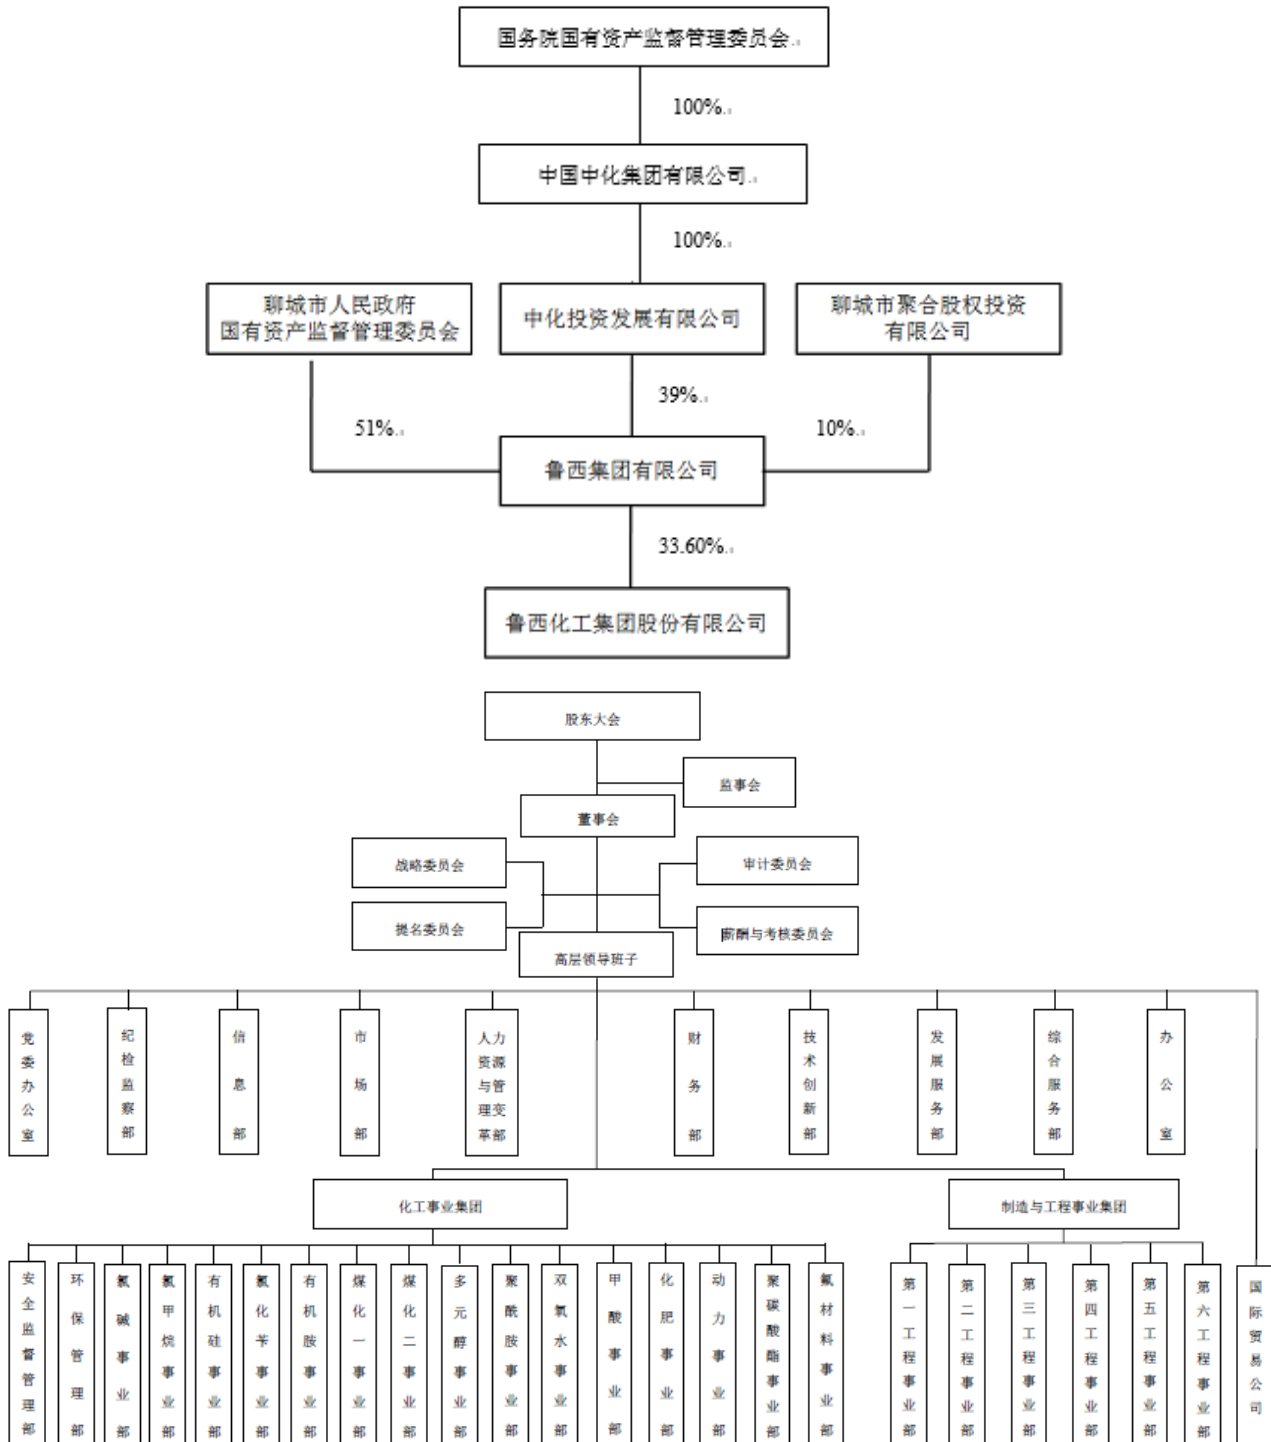 国务院国有资产监督管理委员会
100%
中国中化集团有限公司
100%
聊城市人民政府
国有资产监督管理委员会
中化投资发展有限公司
聊城市聚合股权投资
有限公司
51%
39%
10%
鲁西集团有限公司
33.60%
鲁西化工集团股份有限公司
股东大会
监事会
董事会
战略委员会
审计委员会
提名委员会
薪酬与考核委员会
高层领导班子
党委办公室
纪检监察部
信息部
市场部
人力资源与管理变革部
财务部
技术创新部
发展服务部
综合服务部
办公室
化工事业集团
制造与工程事业集团
安全监督管理部
环保管理部
氯碱事业部
氯甲烷事业部
有机硅事业部
氯化苄事业部
有机胺事业部
煤化一事业部
煤化二事业部
多元醇事业部
聚酰胺事业部
双氧水事业部
甲酸事业部
化肥事业部
动力事业部
聚碳酸酯事业部
氟材料事业部
第一工程事业部
第二工程事业部
第三工程事业部
第四工程事业部
第五工程事业部
第六工程事业部
国际贸易公司